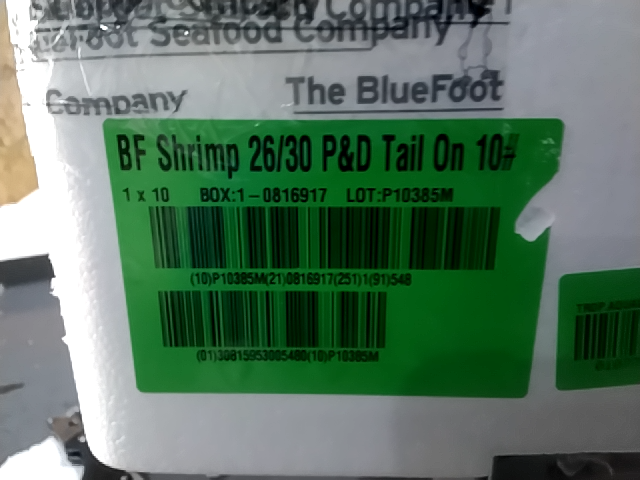 Seafood Company
Company
The BlueFoot
BF Shrimp 26/30 P&D Tail On 10#
1 x 10 BOX:1-0816917 LOT:P10385M
(10)P10385M(21)0816917(251)1(91)548
(01)30815953005480(10)P10385M